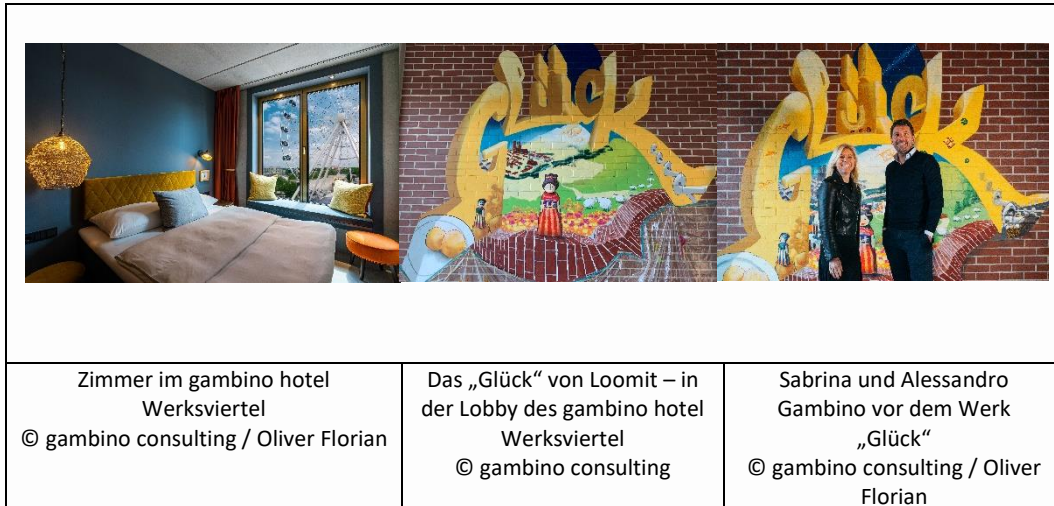 Glück
Glück
Zimmer im gambino hotel
Werksviertel
© gambino consulting / Oliver Florian
Das „Glück“ von Loomit – in
der Lobby des gambino hotel
Werksviertel
© gambino consulting
Sabrina und Alessandro
Gambino vor dem Werk
„Glück“
© gambino consulting / Oliver
Florian